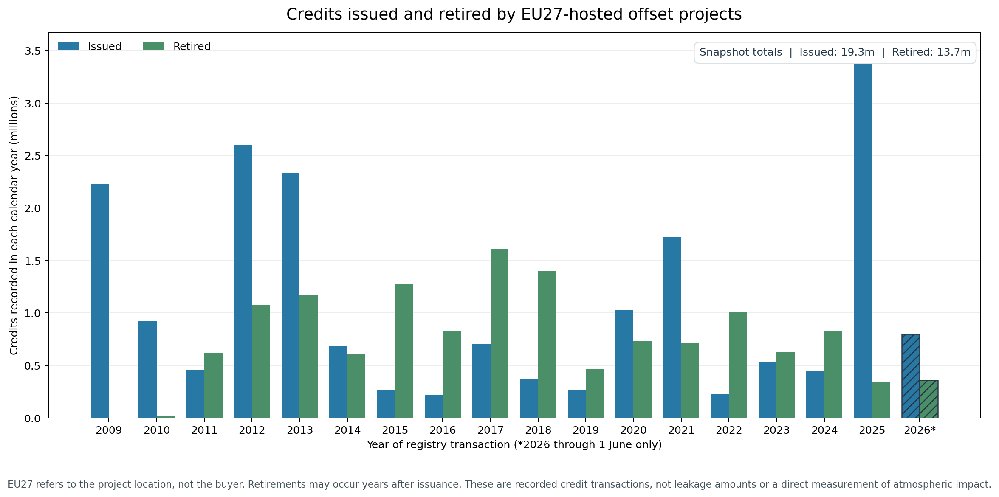 Credits issued and retired by EU27-hosted offset projects
Issued
Retired
Snapshot totals | Issued: 19.3m | Retired: 13.7m
Credits recorded in each calendar year (millions)
3.5
3.0
2.5
2.0
1.5
1.0
0.5
0.0
2009 2010 2011 2012 2013 2014 2015 2016 2017 2018 2019 2020 2021 2022 2023 2024 2025 2026*
Year of registry transaction (*2026 through 1 June only)
EU27 refers to the project location, not the buyer. Retirements may occur years after issuance. These are recorded credit transactions, not leakage amounts or a direct measurement of atmospheric impact.